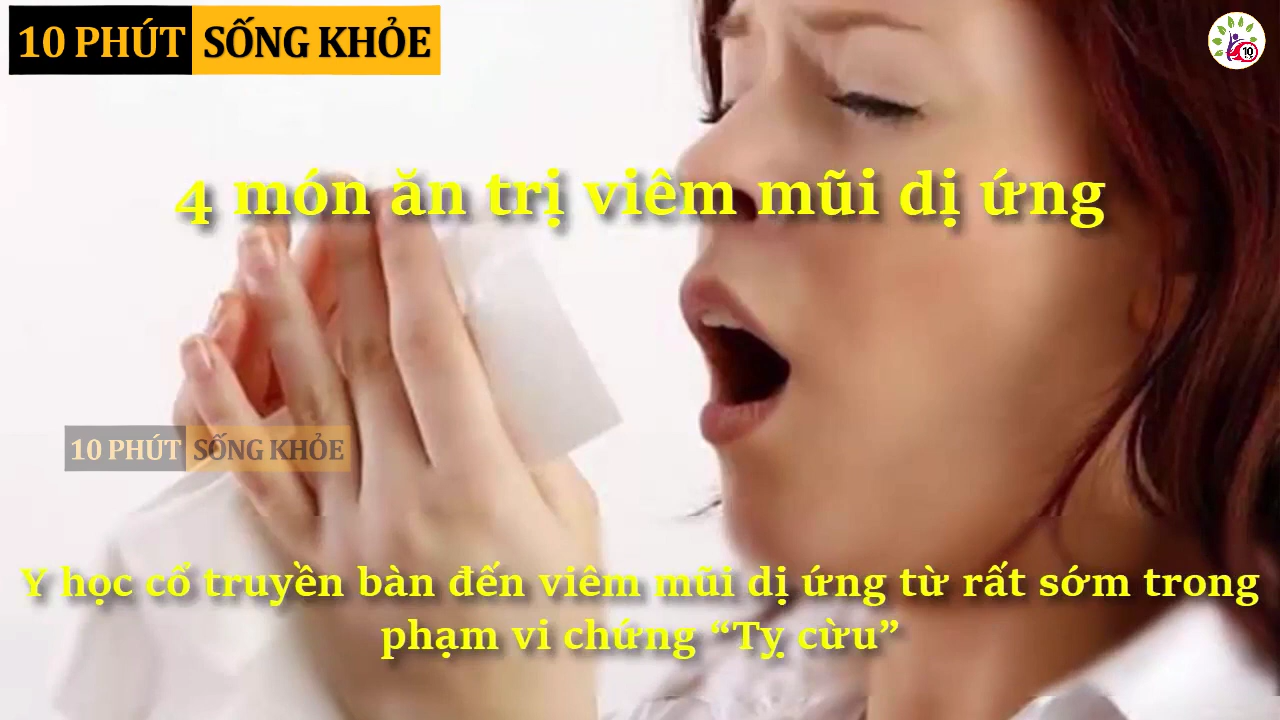 10 PHÚT SỐNG KHỎE
10
4 món ăn trị viêm mũi dị ứng
10 PHÚT SỐNG KHỎE
Y học cổ truyền bàn đến viêm mũi dị ứng từ rất sớm trong
phạm vi chứng “Tỵ cừu”